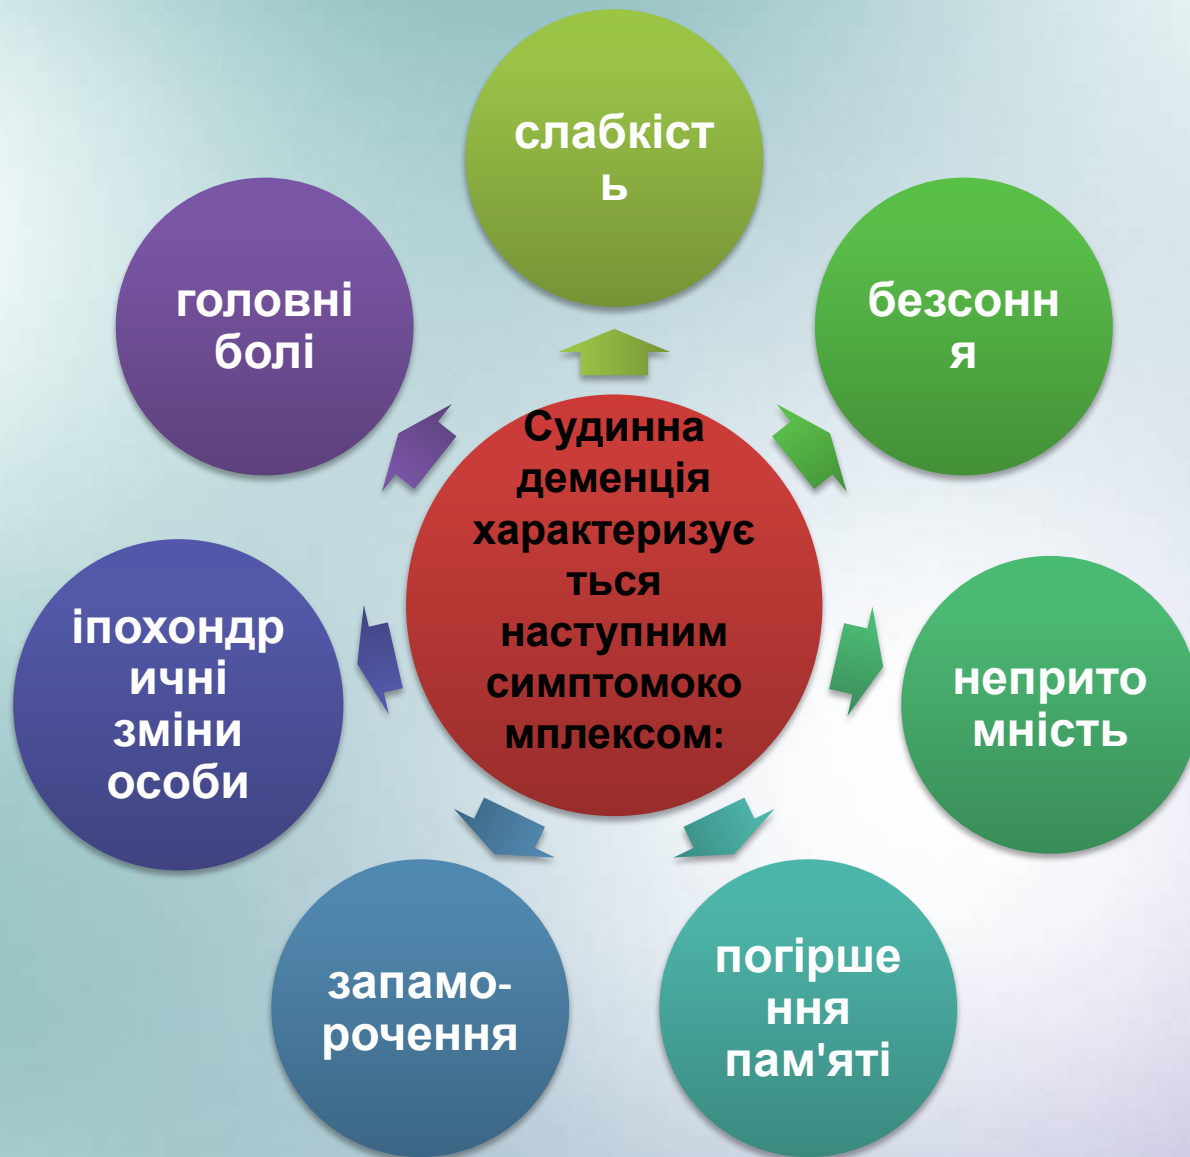 слабкіст
ь
безсонн
я
неприто
мність
погірше
ння
пам'яті
запамо-
рочення
іпохондр
ичні
зміни
особи
головні
болі
Судинна
деменція
характеризує
ться
наступним
симптомоко
мплексом: